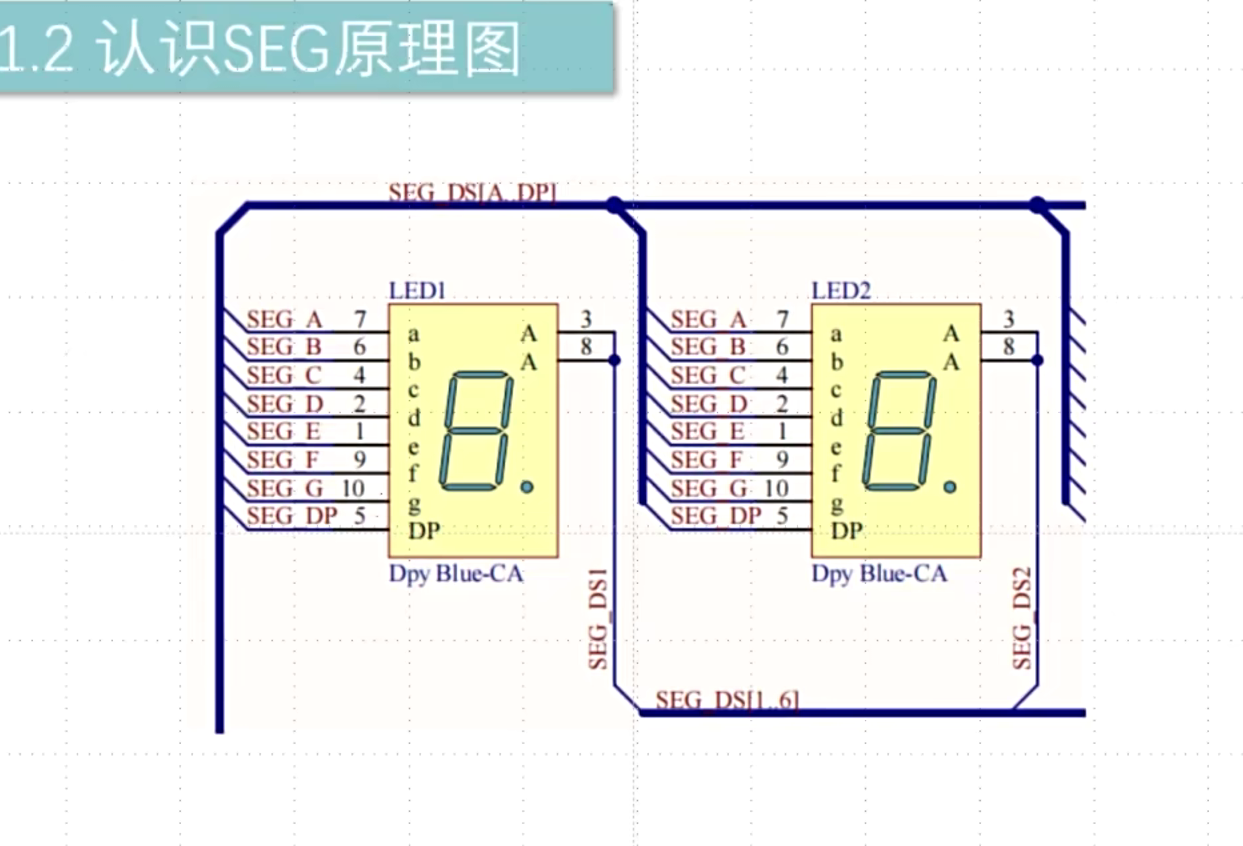 1.2 认识SEG原理图
SEG_DS[A..DP]
LED1
SEG_A 7 a A 3
SEG_B 6 b A 8
SEG_C 4 c
SEG_D 2 d
SEG_E 1 e
SEG_F 9 f
SEG_G 10 g
SEG_DP 5 DP
Dpy Blue-CA
SEG_DS1
LED2
SEG_A 7 a A 3
SEG_B 6 b A 8
SEG_C 4 c
SEG_D 2 d
SEG_E 1 e
SEG_F 9 f
SEG_G 10 g
SEG_DP 5 DP
Dpy Blue-CA
SEG_DS2
SEG_DS[1..6]